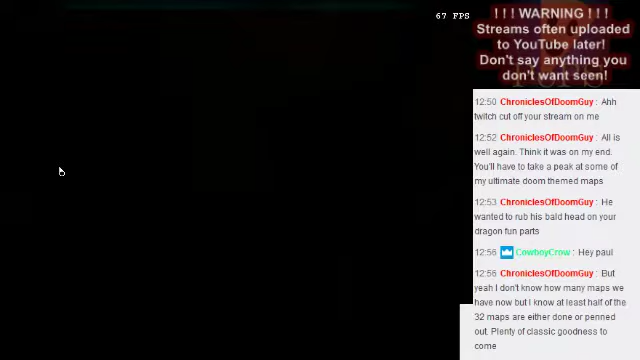 67 FPS
! ! ! WARNING ! ! !
Streams often uploaded
to YouTube later!
Don't say anything you
don't want seen!
12:50 ChroniclesOfDoomGuy : Ahh
twitch cut off your stream on me
12:52 ChroniclesOfDoomGuy : All is
well again. Think it was on my end.
You'll have to take a peak at some of
my ultimate doom themed maps
12:53 ChroniclesOfDoomGuy : He
wanted to rub his bald head on your
dragon fun parts
12:56 CowboyCrow : Hey paul
12:56 ChroniclesOfDoomGuy : But
yeah I don't know how many maps we
have now but I know at least half of the
32 maps are either done or penned
out. Plenty of classic goodness to
come